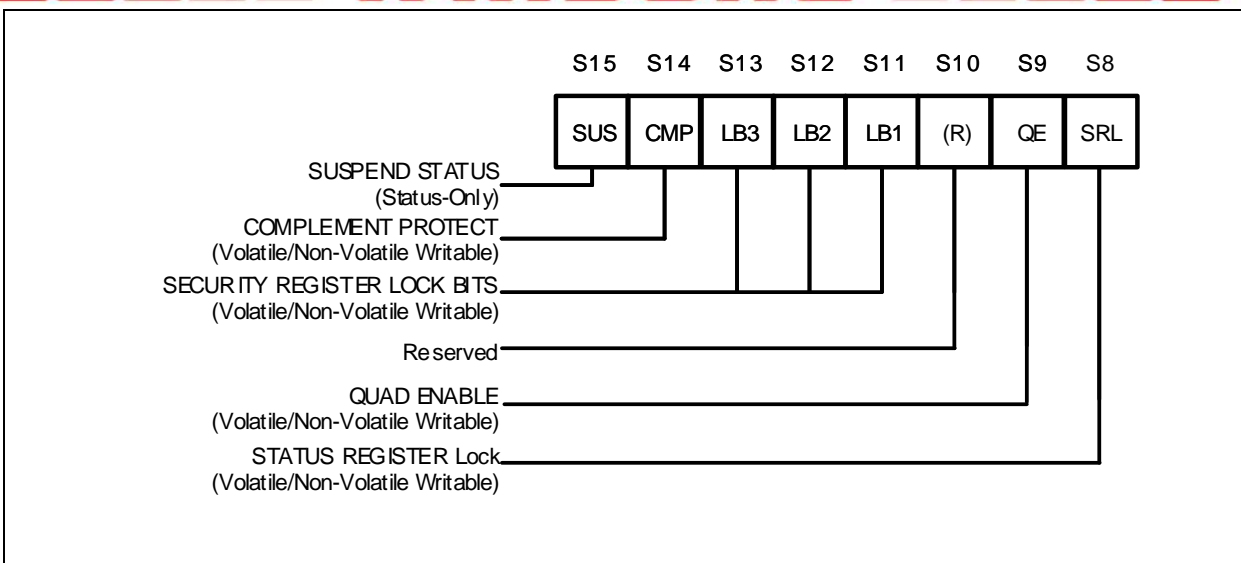 S15 S14 S13 S12 S11 S10 S9 S8
SUS CMP LB3 LB2 LB1 (R) QE SRL
SUSPEND STATUS
(Status-Only)
COMPLEMENT PROTECT
(Volatile/Non-Volatile Writable)
SECURITY REGISTER LOCK BITS
(Volatile/Non-Volatile Writable)
Reserved
QUAD ENABLE
(Volatile/Non-Volatile Writable)
STATUS REGISTER Lock
(Volatile/Non-Volatile Writable)